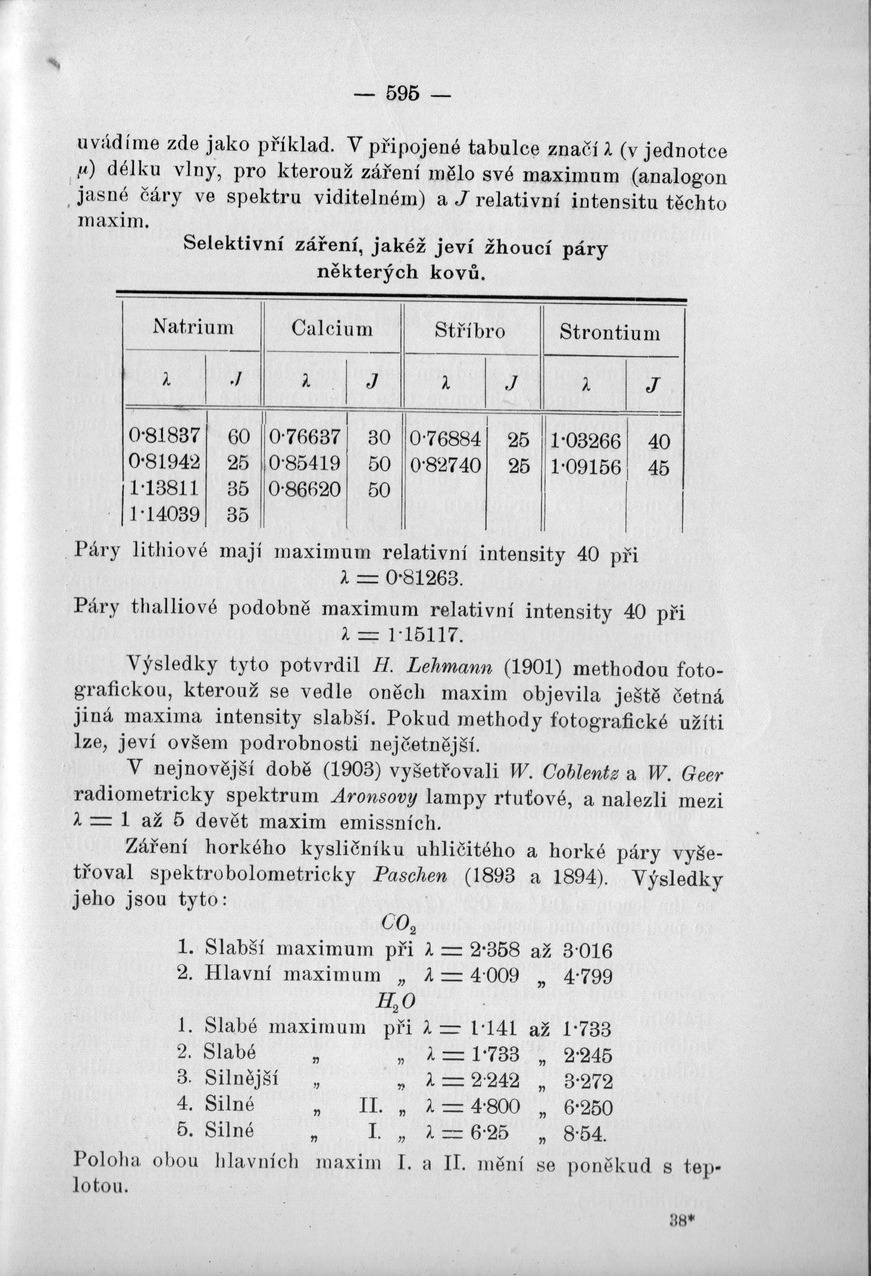 — 595 —
uvádíme zde jako příklad. V připojené tabulce značí λ (v jednotce
μ) délku vlny, pro kterouž záření mělo své maximum (analogon
jasné čáry ve spektru viditelném) a J relativní intensitu těchto
maxim.
Selektivní záření, jakéž jeví žhoucí páry
některých kovů.
Natrium Calcium Stříbro Strontium
λ J λ J λ J λ J
0·81837 60 0·76637 30 0·76884 25 1·03266 40
0·81942 25 0·85419 50 0·82740 25 1·09156 45
1·13811 35 0·86620 50
1·14039 35
Páry lithiové mají maximum relativní intensity 40 při
λ = 0·81263.
Páry thalliové podobně maximum relativní intensity 40 při
λ = 1·15117.
Výsledky tyto potvrdil H. Lehmann (1901) methodou foto-
grafickou, kterouž se vedle oněch maxim objevila ještě četná
jiná maxima intensity slabší. Pokud methody fotografické užíti
lze, jeví ovšem podrobnosti nejčetnější.
V nejnovější době (1903) vyšetřovali W. Coblentz a W. Geer
radiometricky spektrum Aronsovy lampy rtuťové, a nalezli mezi
λ = 1 až 5 devět maxim emissních.
Záření horkého kysličníku uhličitého a horké páry vyše-
třoval spektrobolometricky Paschen (1893 a 1894). Výsledky
jeho jsou tyto:
CO₂
1. Slabší maximum při λ = 2·358 až 3·016
2. Hlavní maximum „ λ = 4·009 „ 4·799
H₂O
1. Slabé maximum při λ = 1·141 až 1·733
2. Slabé „ „ λ = 1·733 „ 2·245
3. Silnější „ „ λ = 2·242 „ 3·272
4. Silné „ II. „ λ = 4·800 „ 6·250
5. Silné „ I. „ λ = 6·25 „ 8·54.
Poloha obou hlavních maxim I. a II. mění se poněkud s tep-
lotou.
38*